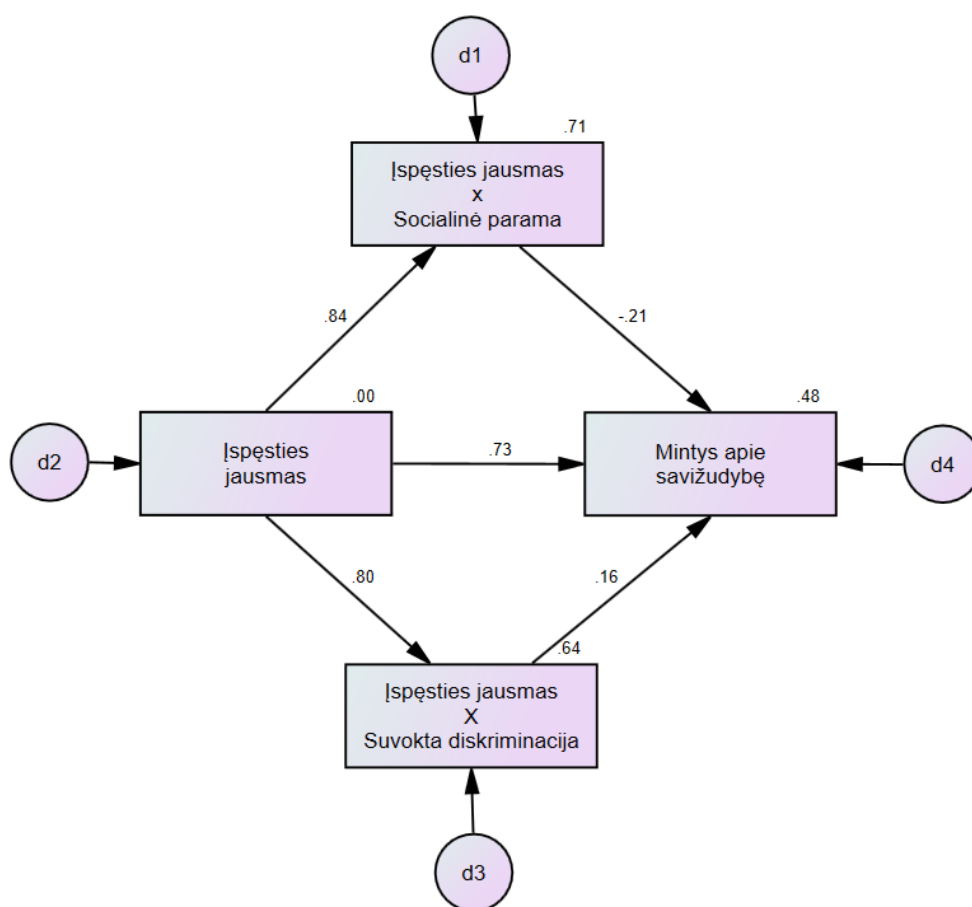 d1
.71
Įspęsties jausmas
x
Socialinė parama
.84
-.21
.00
.48
d2
Įspęsties
jausmas
.73
Mintys apie
savižudybę
d4
.80
.16
.64
Įspęsties jausmas
X
Suvokta diskriminacija
d3